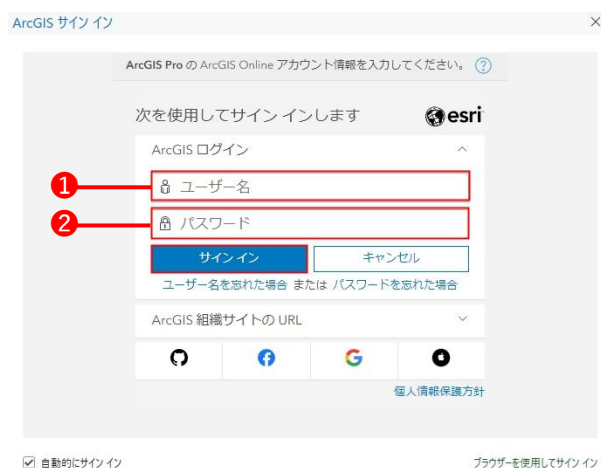 ArcGIS サイン イン
ArcGIS Pro の ArcGIS Online アカウント情報を入力してください。 ?
次を使用してサイン インします esri
ArcGIS ログイン
1 ユーザー名
2 パスワード
サイン イン キャンセル
ユーザー名を忘れた場合 または パスワードを忘れた場合
ArcGIS 組織サイトの URL
個人情報保護方針
自動的にサイン イン ブラウザーを使用してサイン イン